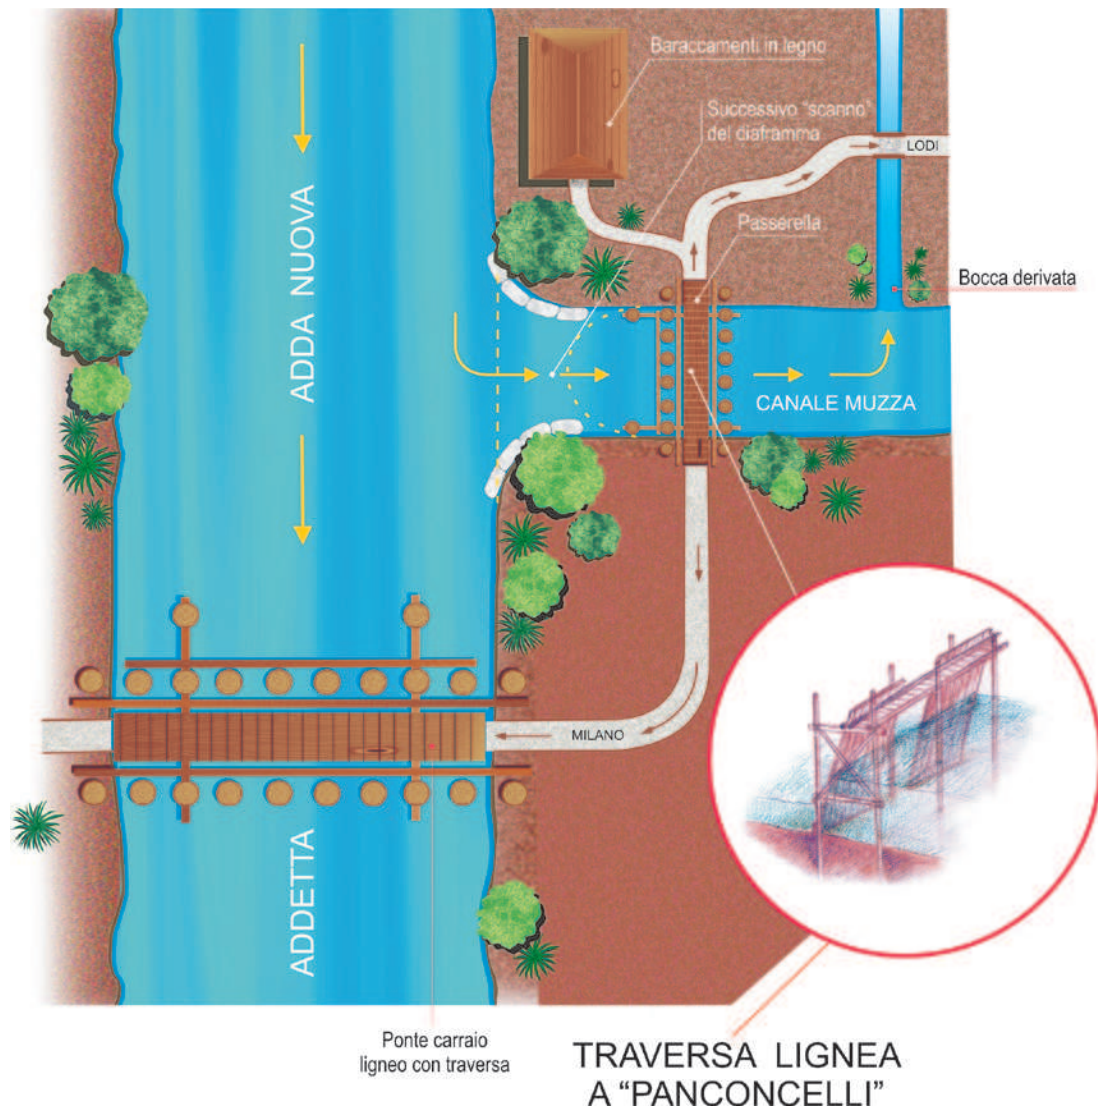 Baraccamenti in legno
Successivo "scanno"
del diaframma
LODI
ADDA NUOVA
Passerella
Bocca derivata
CANALE MUZZA
MILANO
ADDETTA
Ponte carraio
ligneo con traversa
TRAVERSA LIGNEA
A "PANCONCELLI"